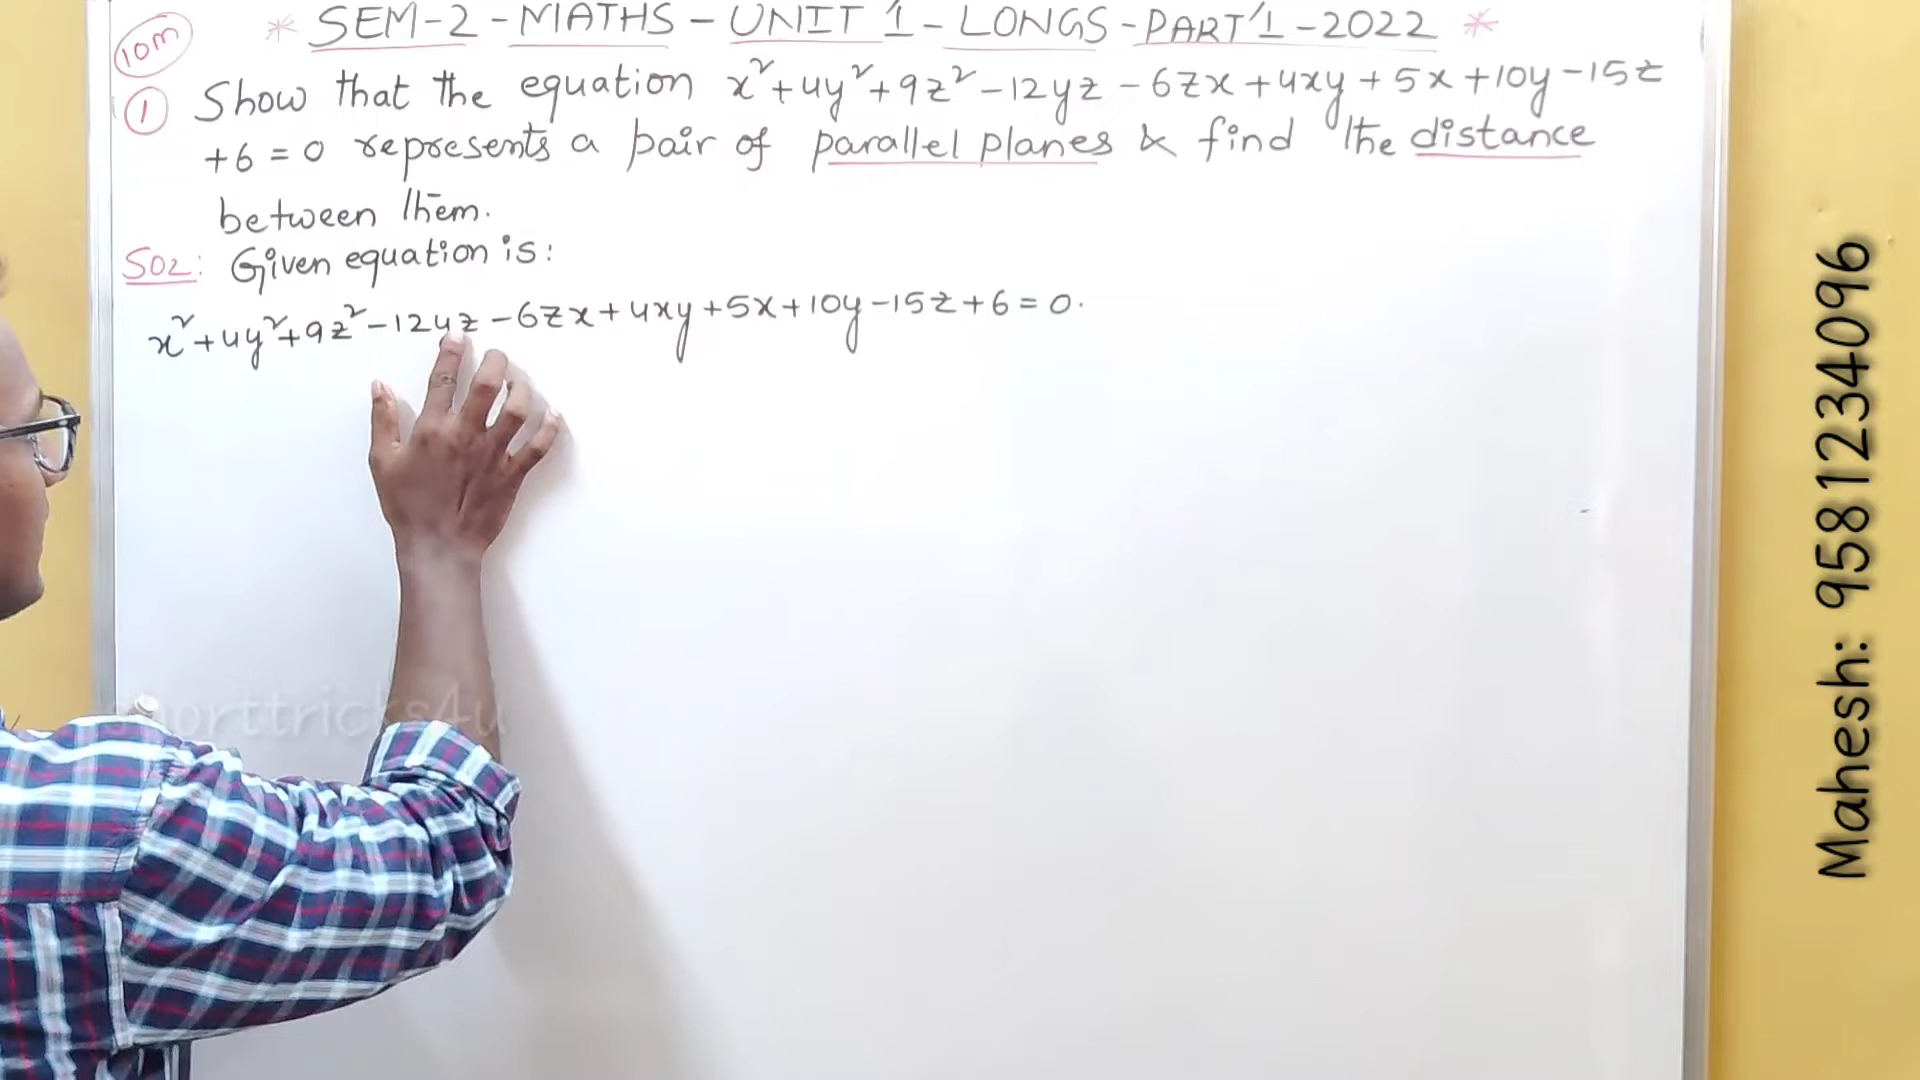 * SEM-2-MATHS-UNIT 1-LONGS-PART'1-2022 *
10m
① Show that the equation x²+4y²+9z²-12yz-6zx+4xy+5x+10y-15z
+6=0 represents a pair of parallel planes & find the distance
between them.
Sol: Given equation is:
x²+4y²+9z²-12yz-6zx+4xy+5x+10y-15z+6=0.
shorttricks4u
Mahesh: 9581234096